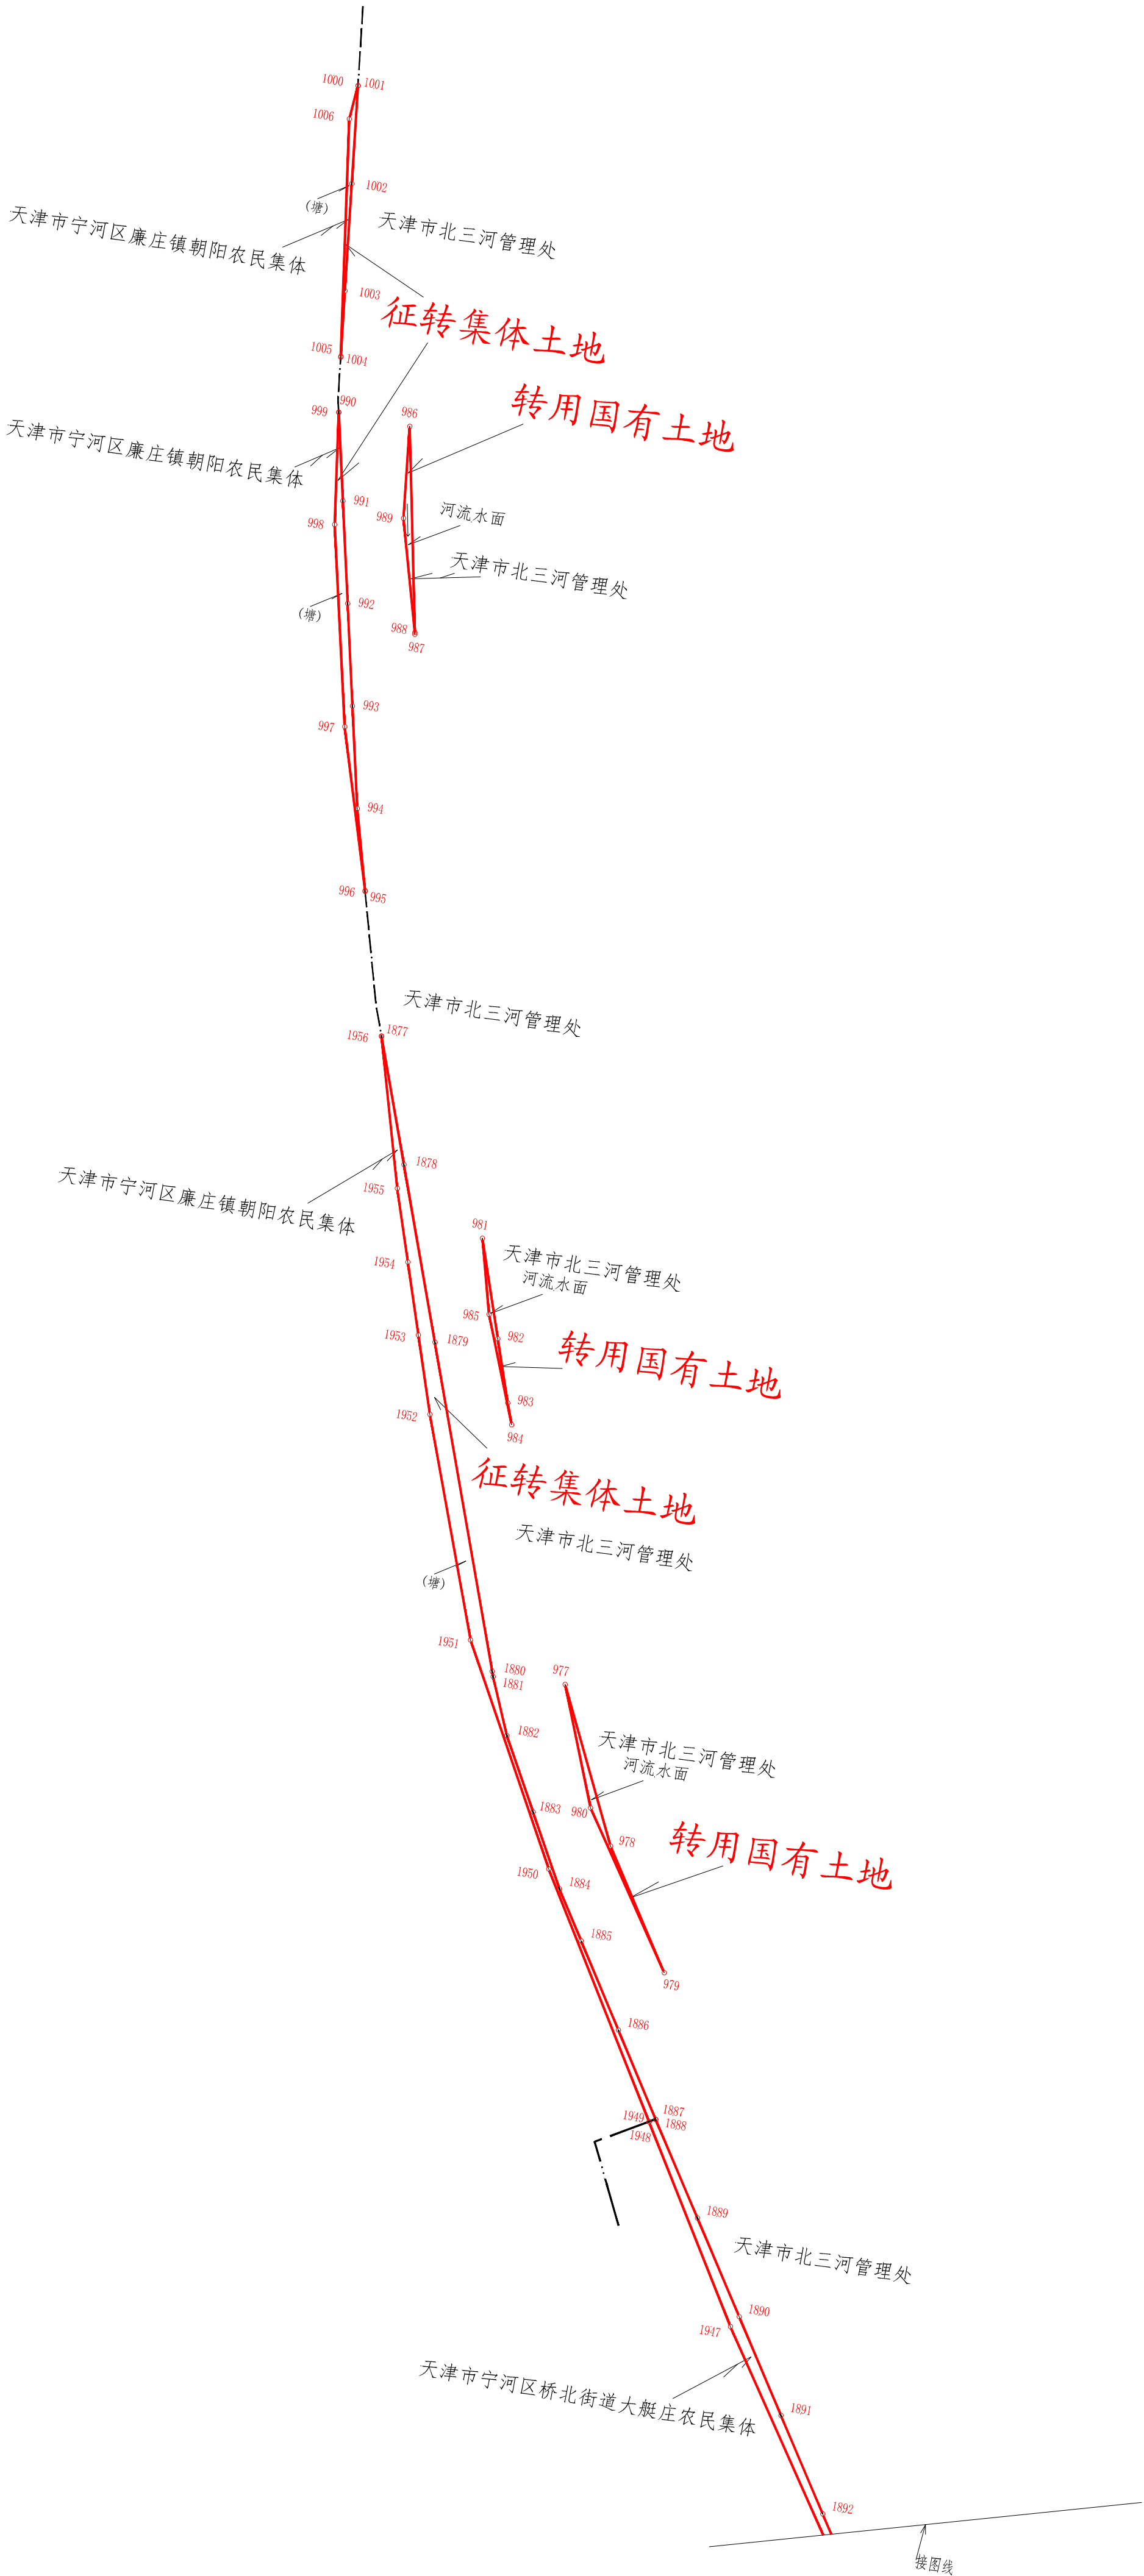 1000
1001
1006
1002
(塘)
天津市宁河区廉庄镇朝阳农民集体
天津市北三河管理处
1003
征转集体土地
1005
1004
990
999
转用国有土地
986
天津市宁河区廉庄镇朝阳农民集体
991
998
989
河流水面
天津市北三河管理处
992
(塘)
988
987
993
997
994
996
995
天津市北三河管理处
1877
1956
1878
天津市宁河区廉庄镇朝阳农民集体
1955
981
天津市北三河管理处
河流水面
1954
985
1953
1879
982
转用国有土地
983
1952
984
征转集体土地
天津市北三河管理处
(塘)
1951
1880
1881
977
1882
天津市北三河管理处
河流水面
1883
980
978
转用国有土地
1950
1884
1885
979
1886
1887
1949
1888
1948
1889
天津市北三河管理处
1890
1947
天津市宁河区桥北街道大艇庄农民集体
1891
1892
接图线